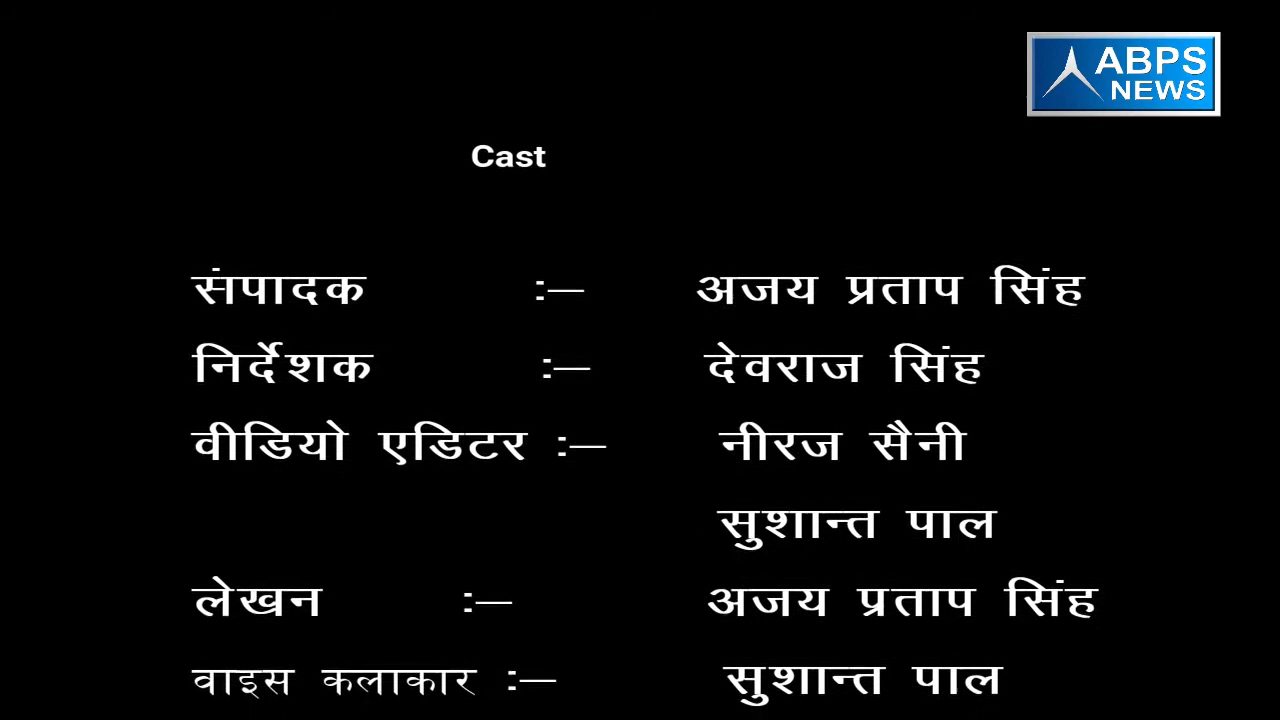 ABPS
NEWS
Cast
संपादक :— अजय प्रताप सिंह
निर्देशक :— देवराज सिंह
वीडियो एडिटर :— नीरज सैनी
सुशान्त पाल
लेखन :— अजय प्रताप सिंह
वाइस कलाकार :— सुशान्त पाल